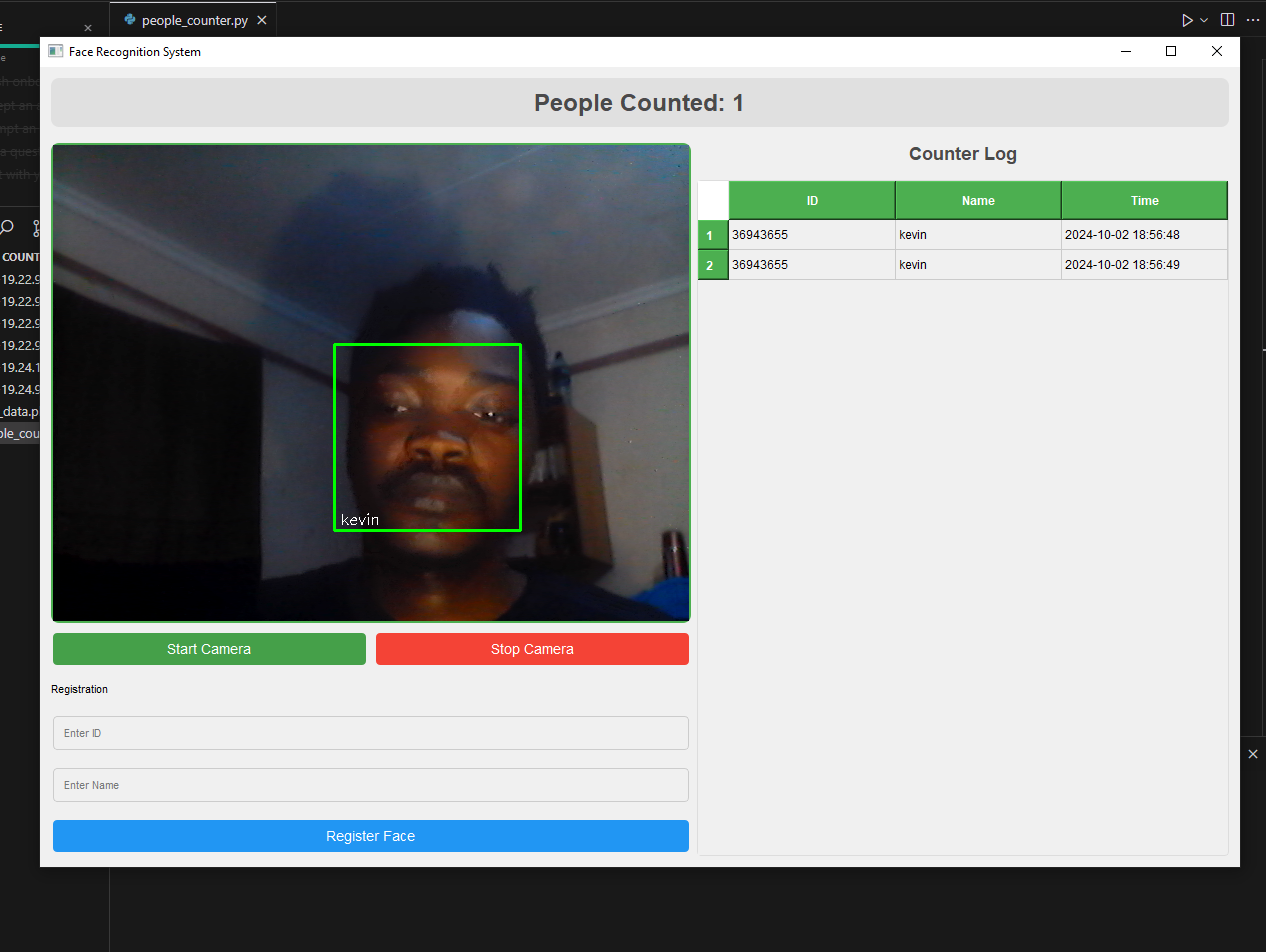 people_counter.py
Face Recognition System
People Counted: 1
Counter Log
ID Name Time
1 36943655 kevin 2024-10-02 18:56:48
2 36943655 kevin 2024-10-02 18:56:49
kevin
Start Camera Stop Camera
Registration
Enter ID
Enter Name
Register Face
COUNT
19.22.9
19.22.9
19.22.9
19.22.9
19.24.1
19.24.9
_data.p
ple_cou